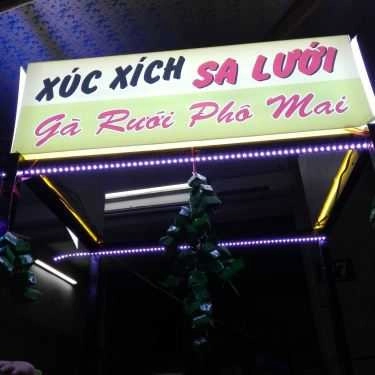 XÚC XÍCH SA LƯỚI
Gà Rưới Phô Mai